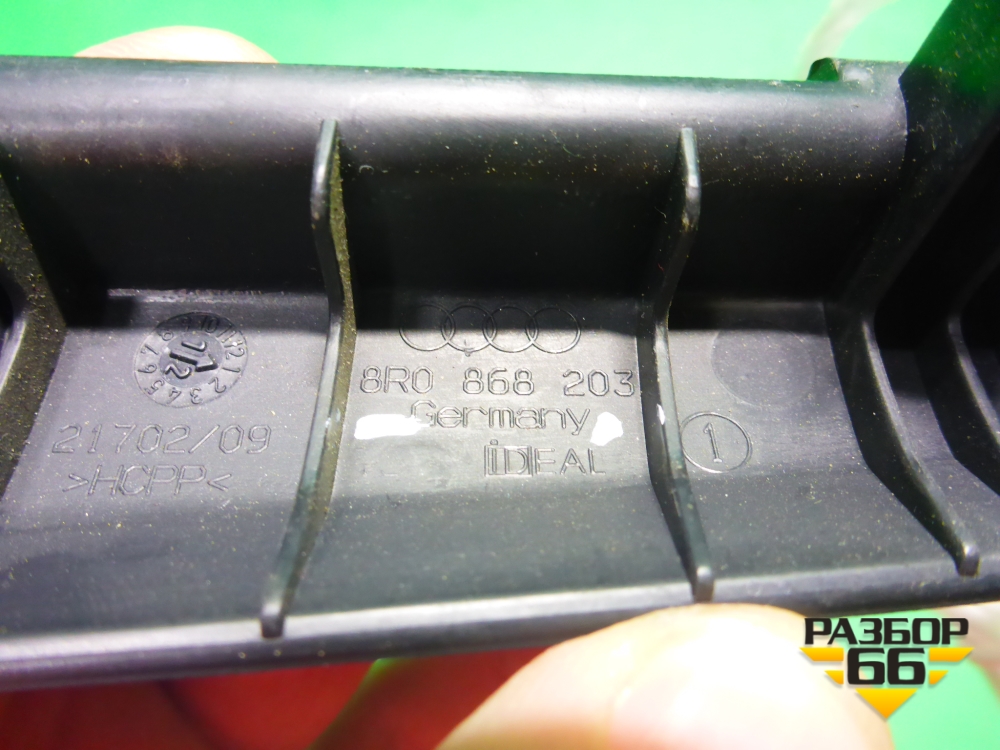 8R0 868 203
Germany
iDEAL
21702/09
>HCPP<
1
РАЗБОР
66